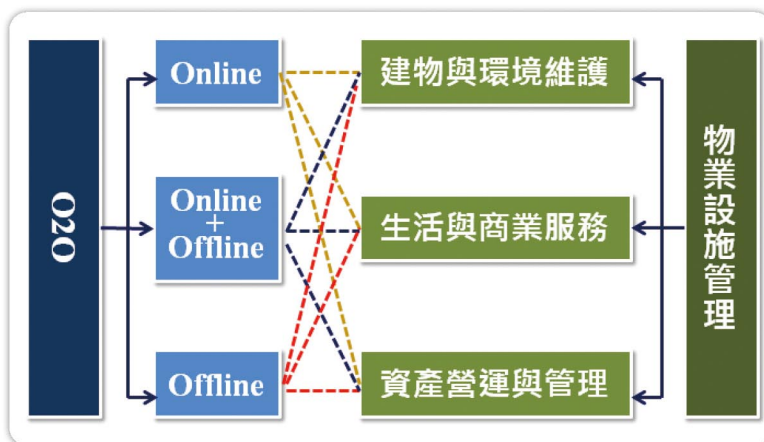 O2O
Online
Online
+
Offline
Offline
建物與環境維護
生活與商業服務
資產營運與管理
物業設施管理